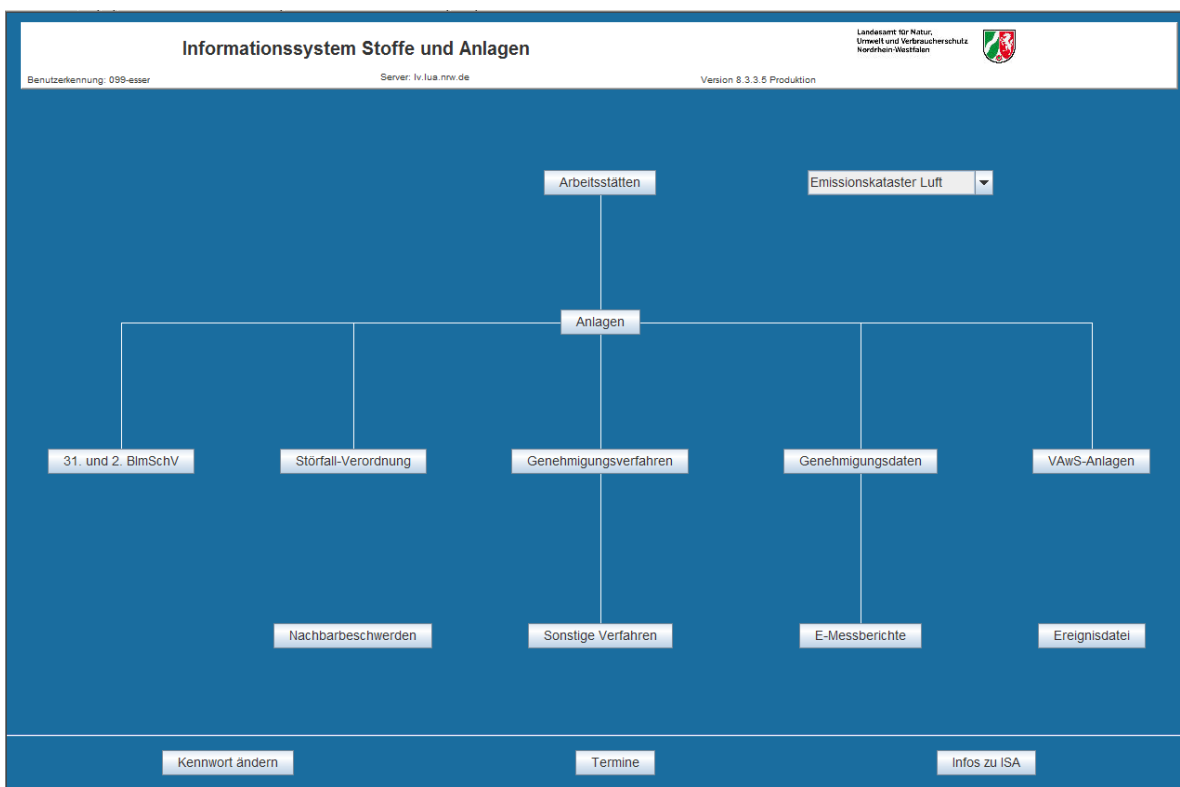 Informationssystem Stoffe und Anlagen
Landesamt für Natur,
Umwelt und Verbraucherschutz
Nordrhein-Westfalen
Benutzerkennung: 099-esser
Server: lv.lua.nrw.de
Version 8.3.3.5 Produktion
Arbeitsstätten
Emissionskataster Luft
Anlagen
31. und 2. BImSchV
Störfall-Verordnung
Genehmigungsverfahren
Genehmigungsdaten
VAwS-Anlagen
Nachbarbeschwerden
Sonstige Verfahren
E-Messberichte
Ereignisdatei
Kennwort ändern
Termine
Infos zu ISA